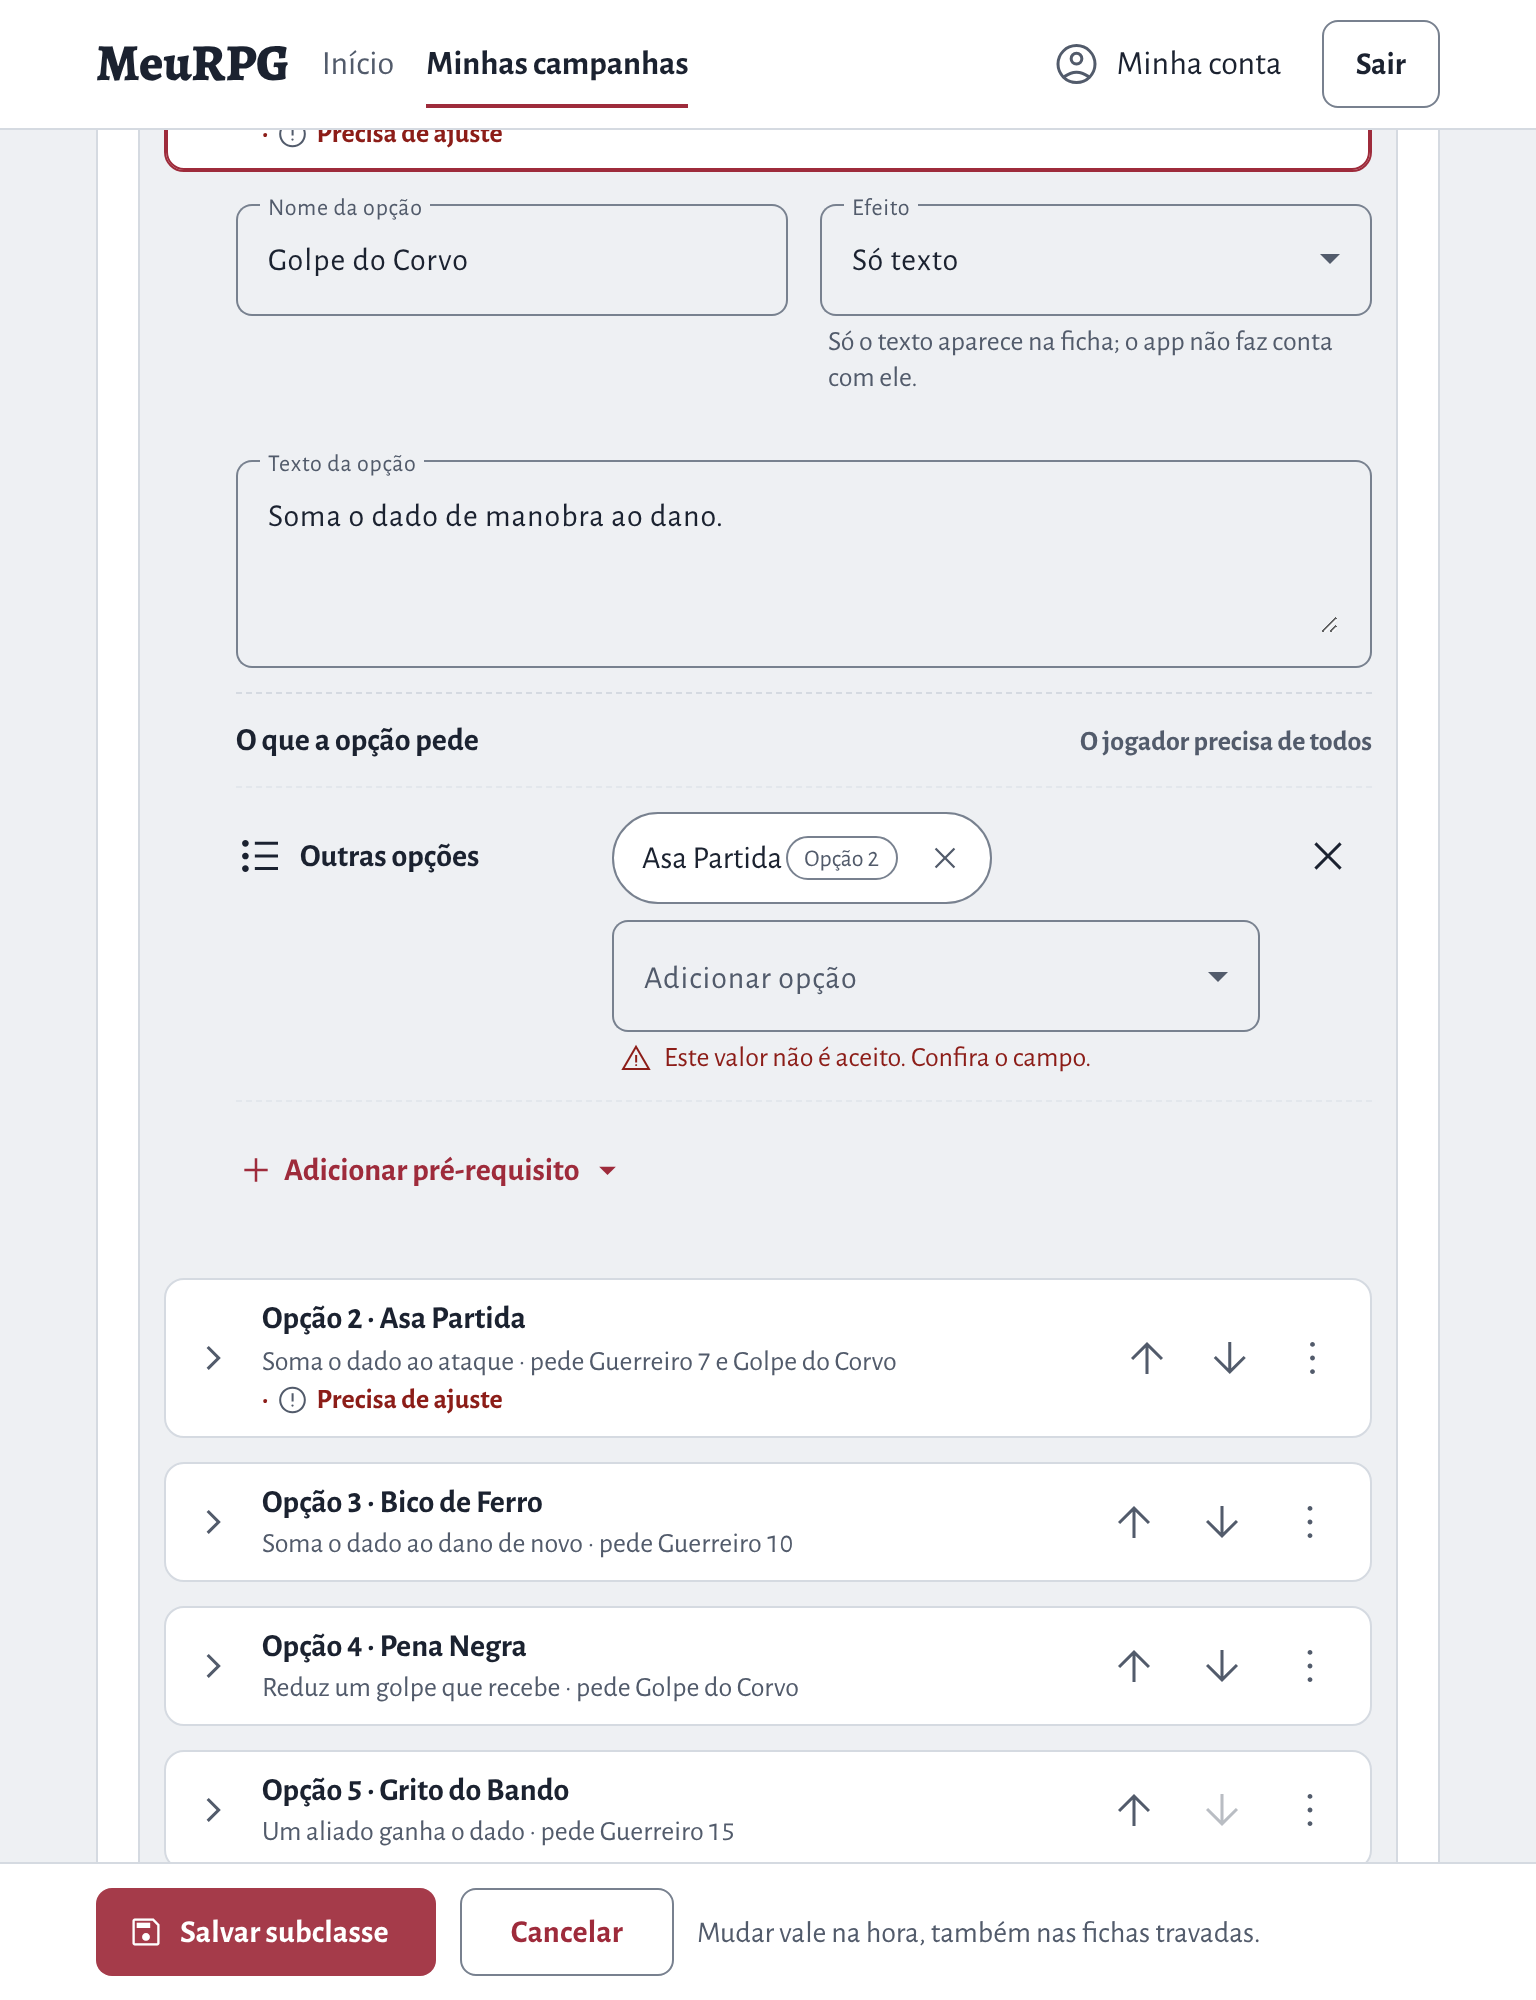 MeuRPG Início Minhas campanhas Minha conta Sair
· Precisa de ajuste
Nome da opção
Golpe do Corvo
Efeito
Só texto
Só o texto aparece na ficha; o app não faz conta
com ele.
Texto da opção
Soma o dado de manobra ao dano.
O que a opção pede O jogador precisa de todos
Outras opções Asa Partida Opção 2
Adicionar opção
Este valor não é aceito. Confira o campo.
Adicionar pré-requisito
Opção 2 · Asa Partida
Soma o dado ao ataque · pede Guerreiro 7 e Golpe do Corvo
· Precisa de ajuste
Opção 3 · Bico de Ferro
Soma o dado ao dano de novo · pede Guerreiro 10
Opção 4 · Pena Negra
Reduz um golpe que recebe · pede Golpe do Corvo
Opção 5 · Grito do Bando
Um aliado ganha o dado · pede Guerreiro 15
Salvar subclasse Cancelar Mudar vale na hora, também nas fichas travadas.